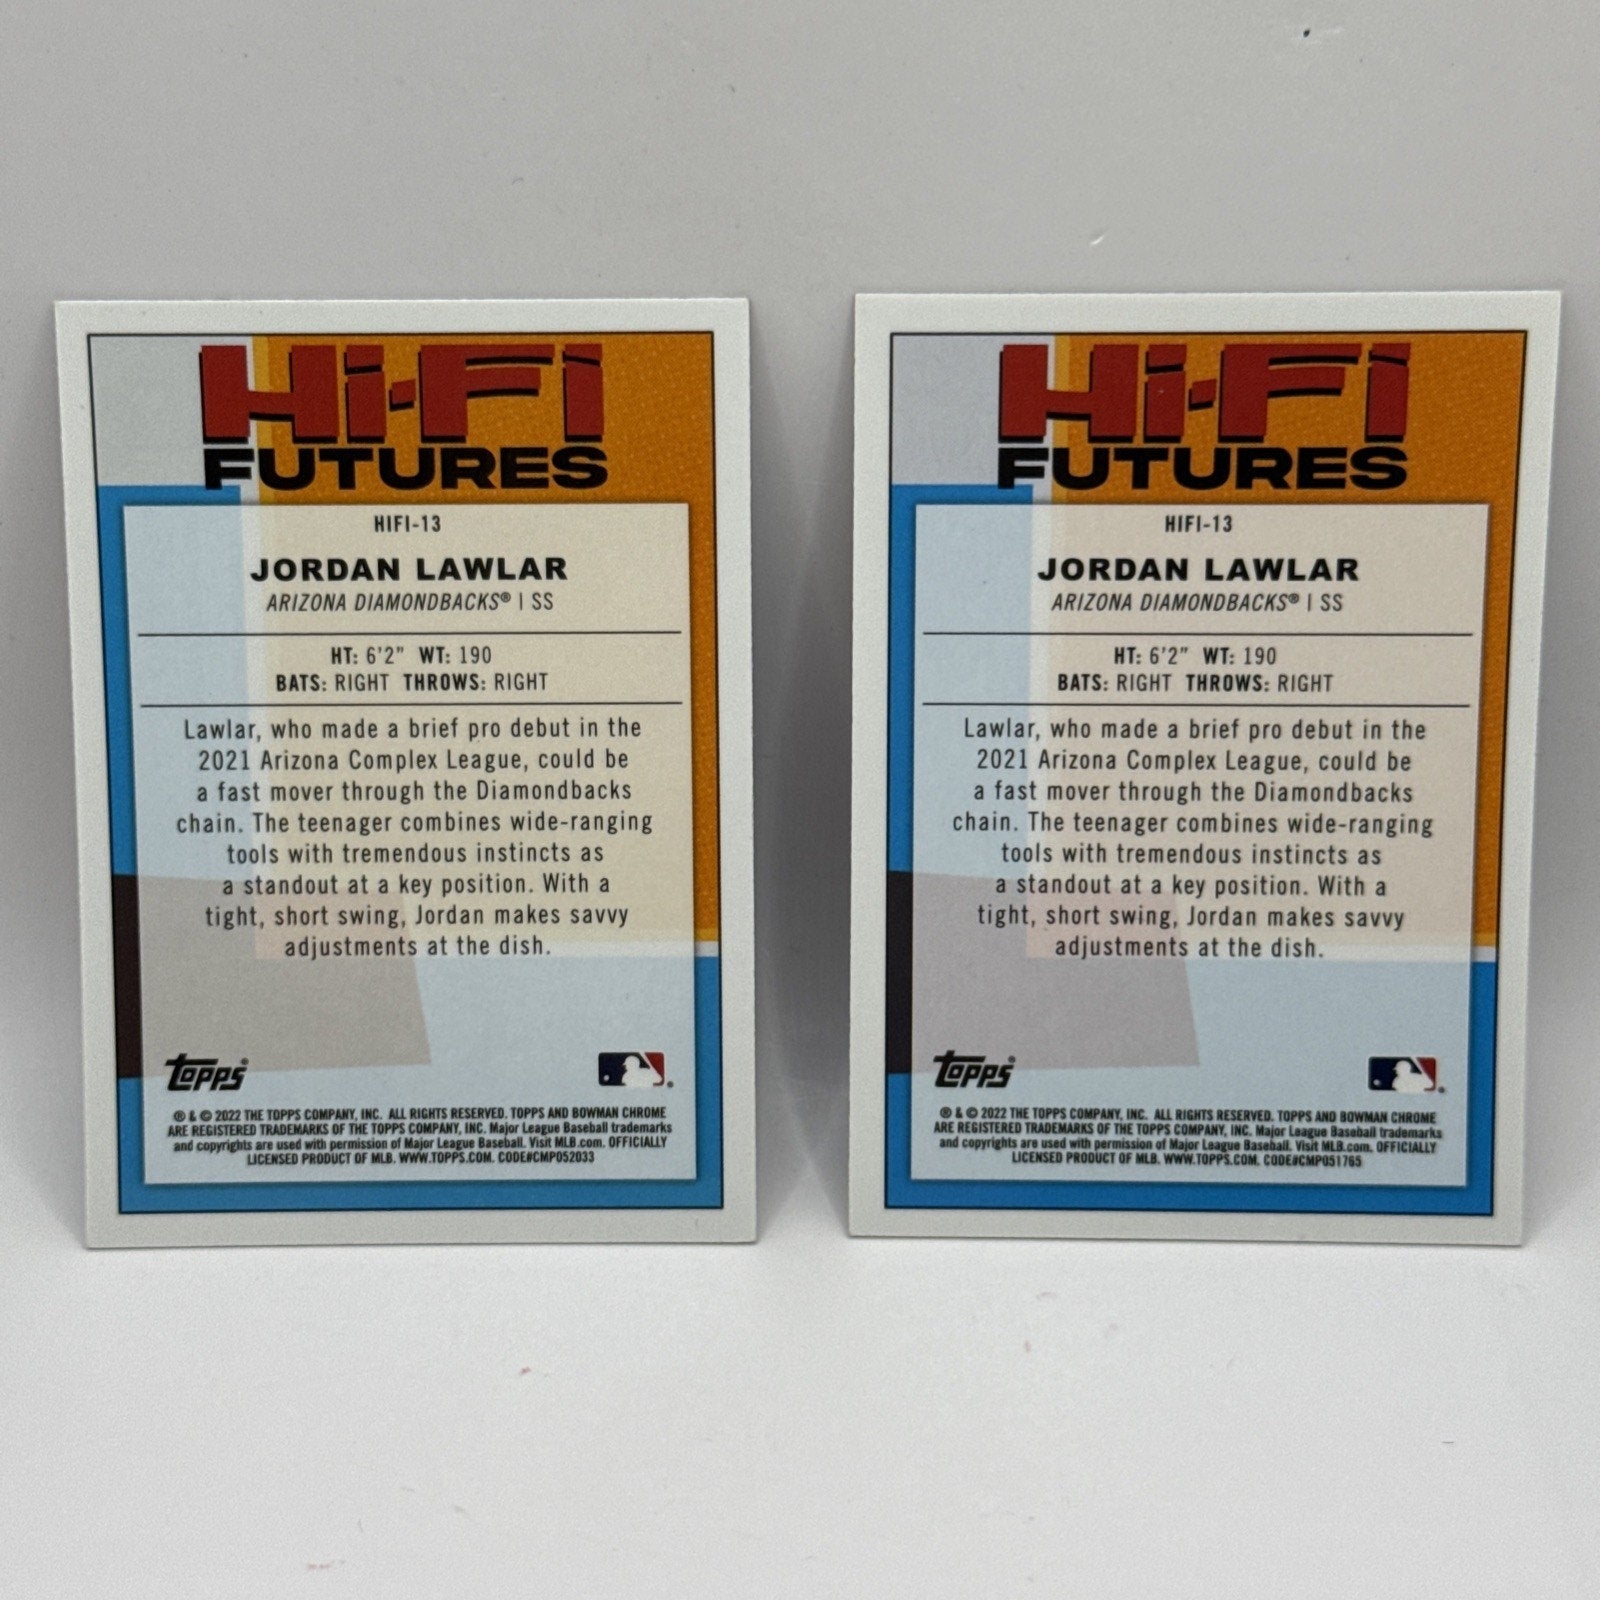 Hi-Fi
FUTURES
HIFI-13
JORDAN LAWLAR
ARIZONA DIAMONDBACKS® | SS
HT: 6'2" WT: 190
BATS: RIGHT THROWS: RIGHT
Lawlar, who made a brief pro debut in the
2021 Arizona Complex League, could be
a fast mover through the Diamondbacks
chain. The teenager combines wide-ranging
tools with tremendous instincts as
a standout at a key position. With a
tight, short swing, Jordan makes savvy
adjustments at the dish.
Topps®
® & © 2022 THE TOPPS COMPANY, INC. ALL RIGHTS RESERVED. TOPPS AND BOWMAN CHROME
ARE REGISTERED TRADEMARKS OF THE TOPPS COMPANY, INC. Major League Baseball trademarks
and copyrights are used with permission of Major League Baseball. Visit MLB.com. OFFICIALLY
LICENSED PRODUCT OF MLB. WWW.TOPPS.COM. CODE#CMP052033
Hi-Fi
FUTURES
HIFI-13
JORDAN LAWLAR
ARIZONA DIAMONDBACKS® | SS
HT: 6'2" WT: 190
BATS: RIGHT THROWS: RIGHT
Lawlar, who made a brief pro debut in the
2021 Arizona Complex League, could be
a fast mover through the Diamondbacks
chain. The teenager combines wide-ranging
tools with tremendous instincts as
a standout at a key position. With a
tight, short swing, Jordan makes savvy
adjustments at the dish.
Topps®
® & © 2022 THE TOPPS COMPANY, INC. ALL RIGHTS RESERVED. TOPPS AND BOWMAN CHROME
ARE REGISTERED TRADEMARKS OF THE TOPPS COMPANY, INC. Major League Baseball trademarks
and copyrights are used with permission of Major League Baseball. Visit MLB.com. OFFICIALLY
LICENSED PRODUCT OF MLB. WWW.TOPPS.COM. CODE#CMP051765